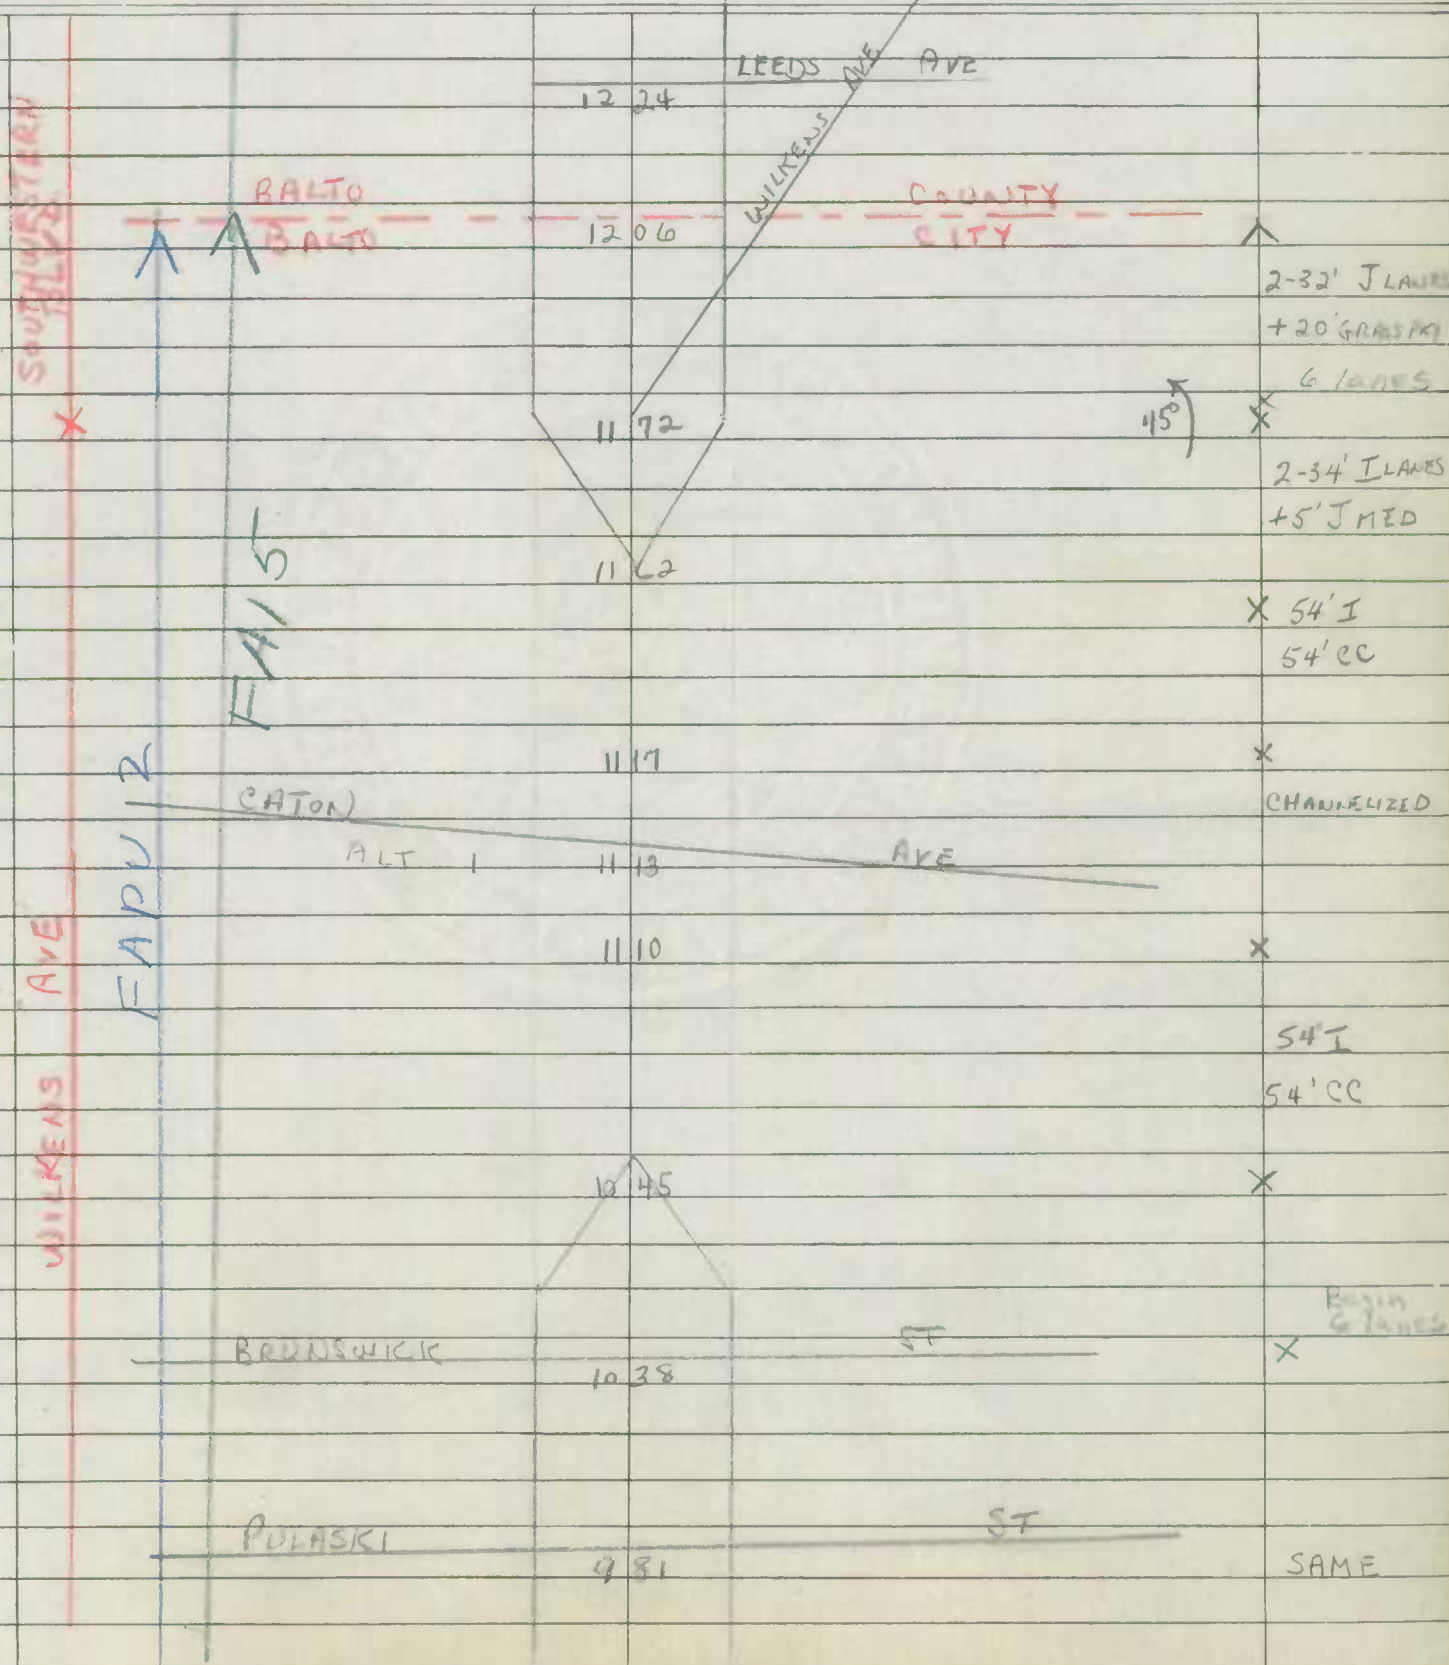 LEEDS AVE
12 24
WILKENS AVE
SOUTHWESTERN
BLVD
BALTO COUNTY
BALTO CITY
12 06
2-32' J LANES
+20' GRASS
6 lanes
11 72
45°
2-34' I LANES
+5' J MED
11 62
54' I
54' CC
FAI 5
11 17
CATON AVE
CHANNELIZED
ALT 1
11 13
FAPU 2
11 10
54' I
54' CC
WILKENS AVE
10 45
Begin
6 lanes
BRUNSWICK ST
10 38
PULASKI ST
9 81
SAME